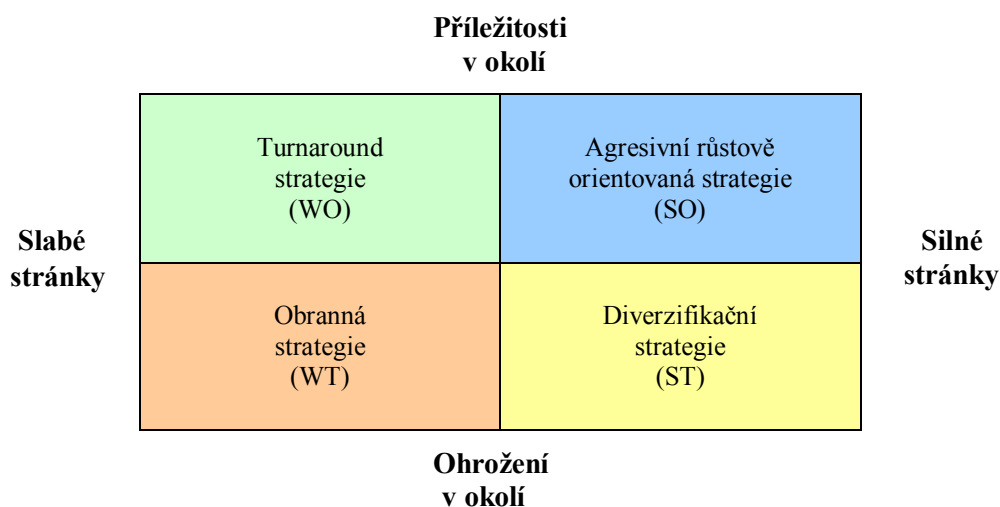 Příležitosti
v okolí
Turnaround
strategie
(WO)
Agresivní růstově
orientovaná strategie
(SO)
Slabé
stránky
Silné
stránky
Obranná
strategie
(WT)
Diverzifikační
strategie
(ST)
Ohrožení
v okolí